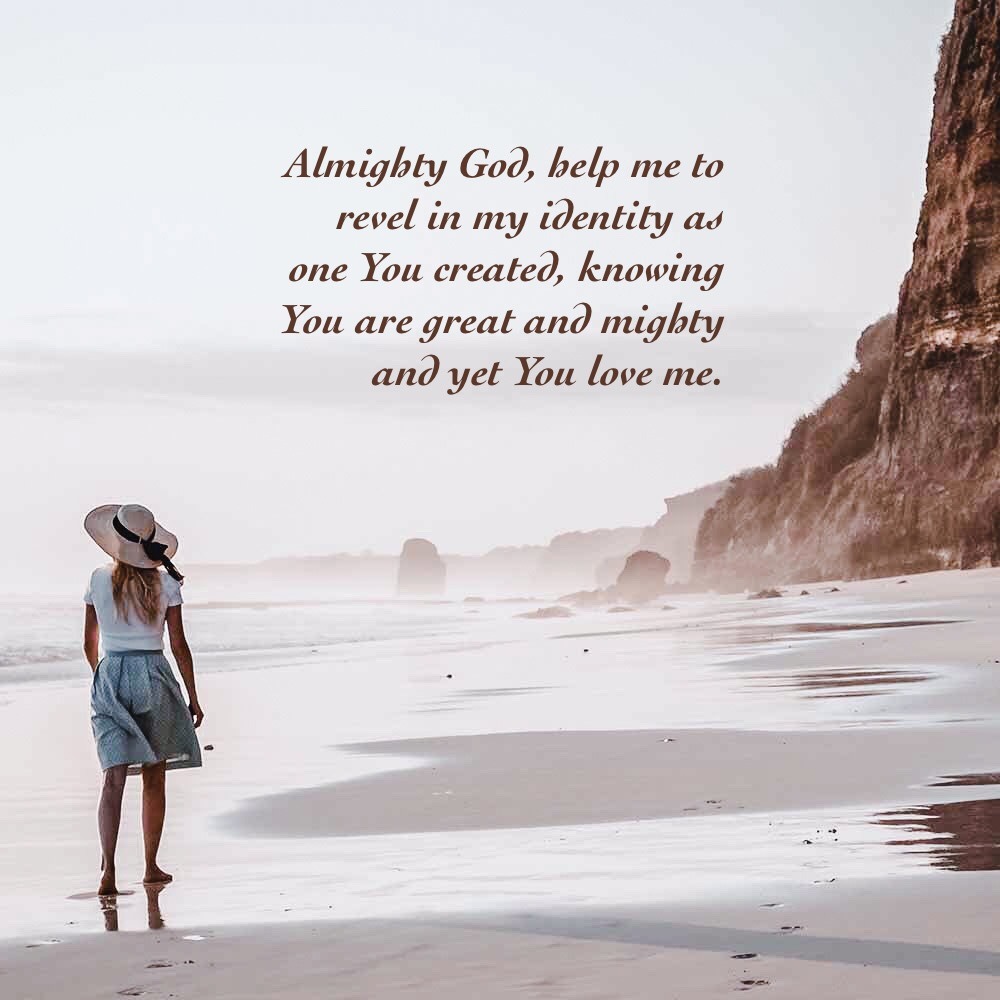 Almighty God, help me to
revel in my identity as
one You created, knowing
You are great and mighty
and yet You love me.